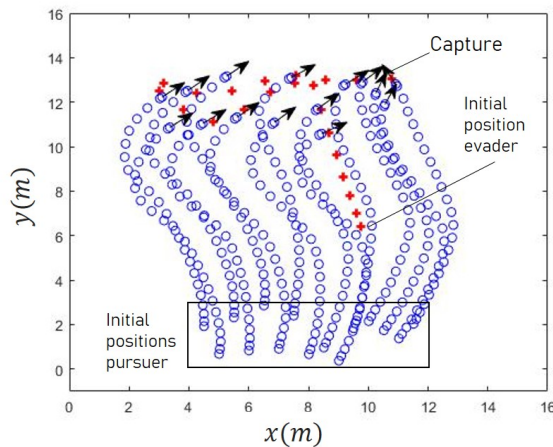 16
14
12
10
8
6
4
2
0
y(m)
Capture
Initial
position
evader
Initial
positions
pursuer
0 2 4 6 8 10 12 14 16
x(m)